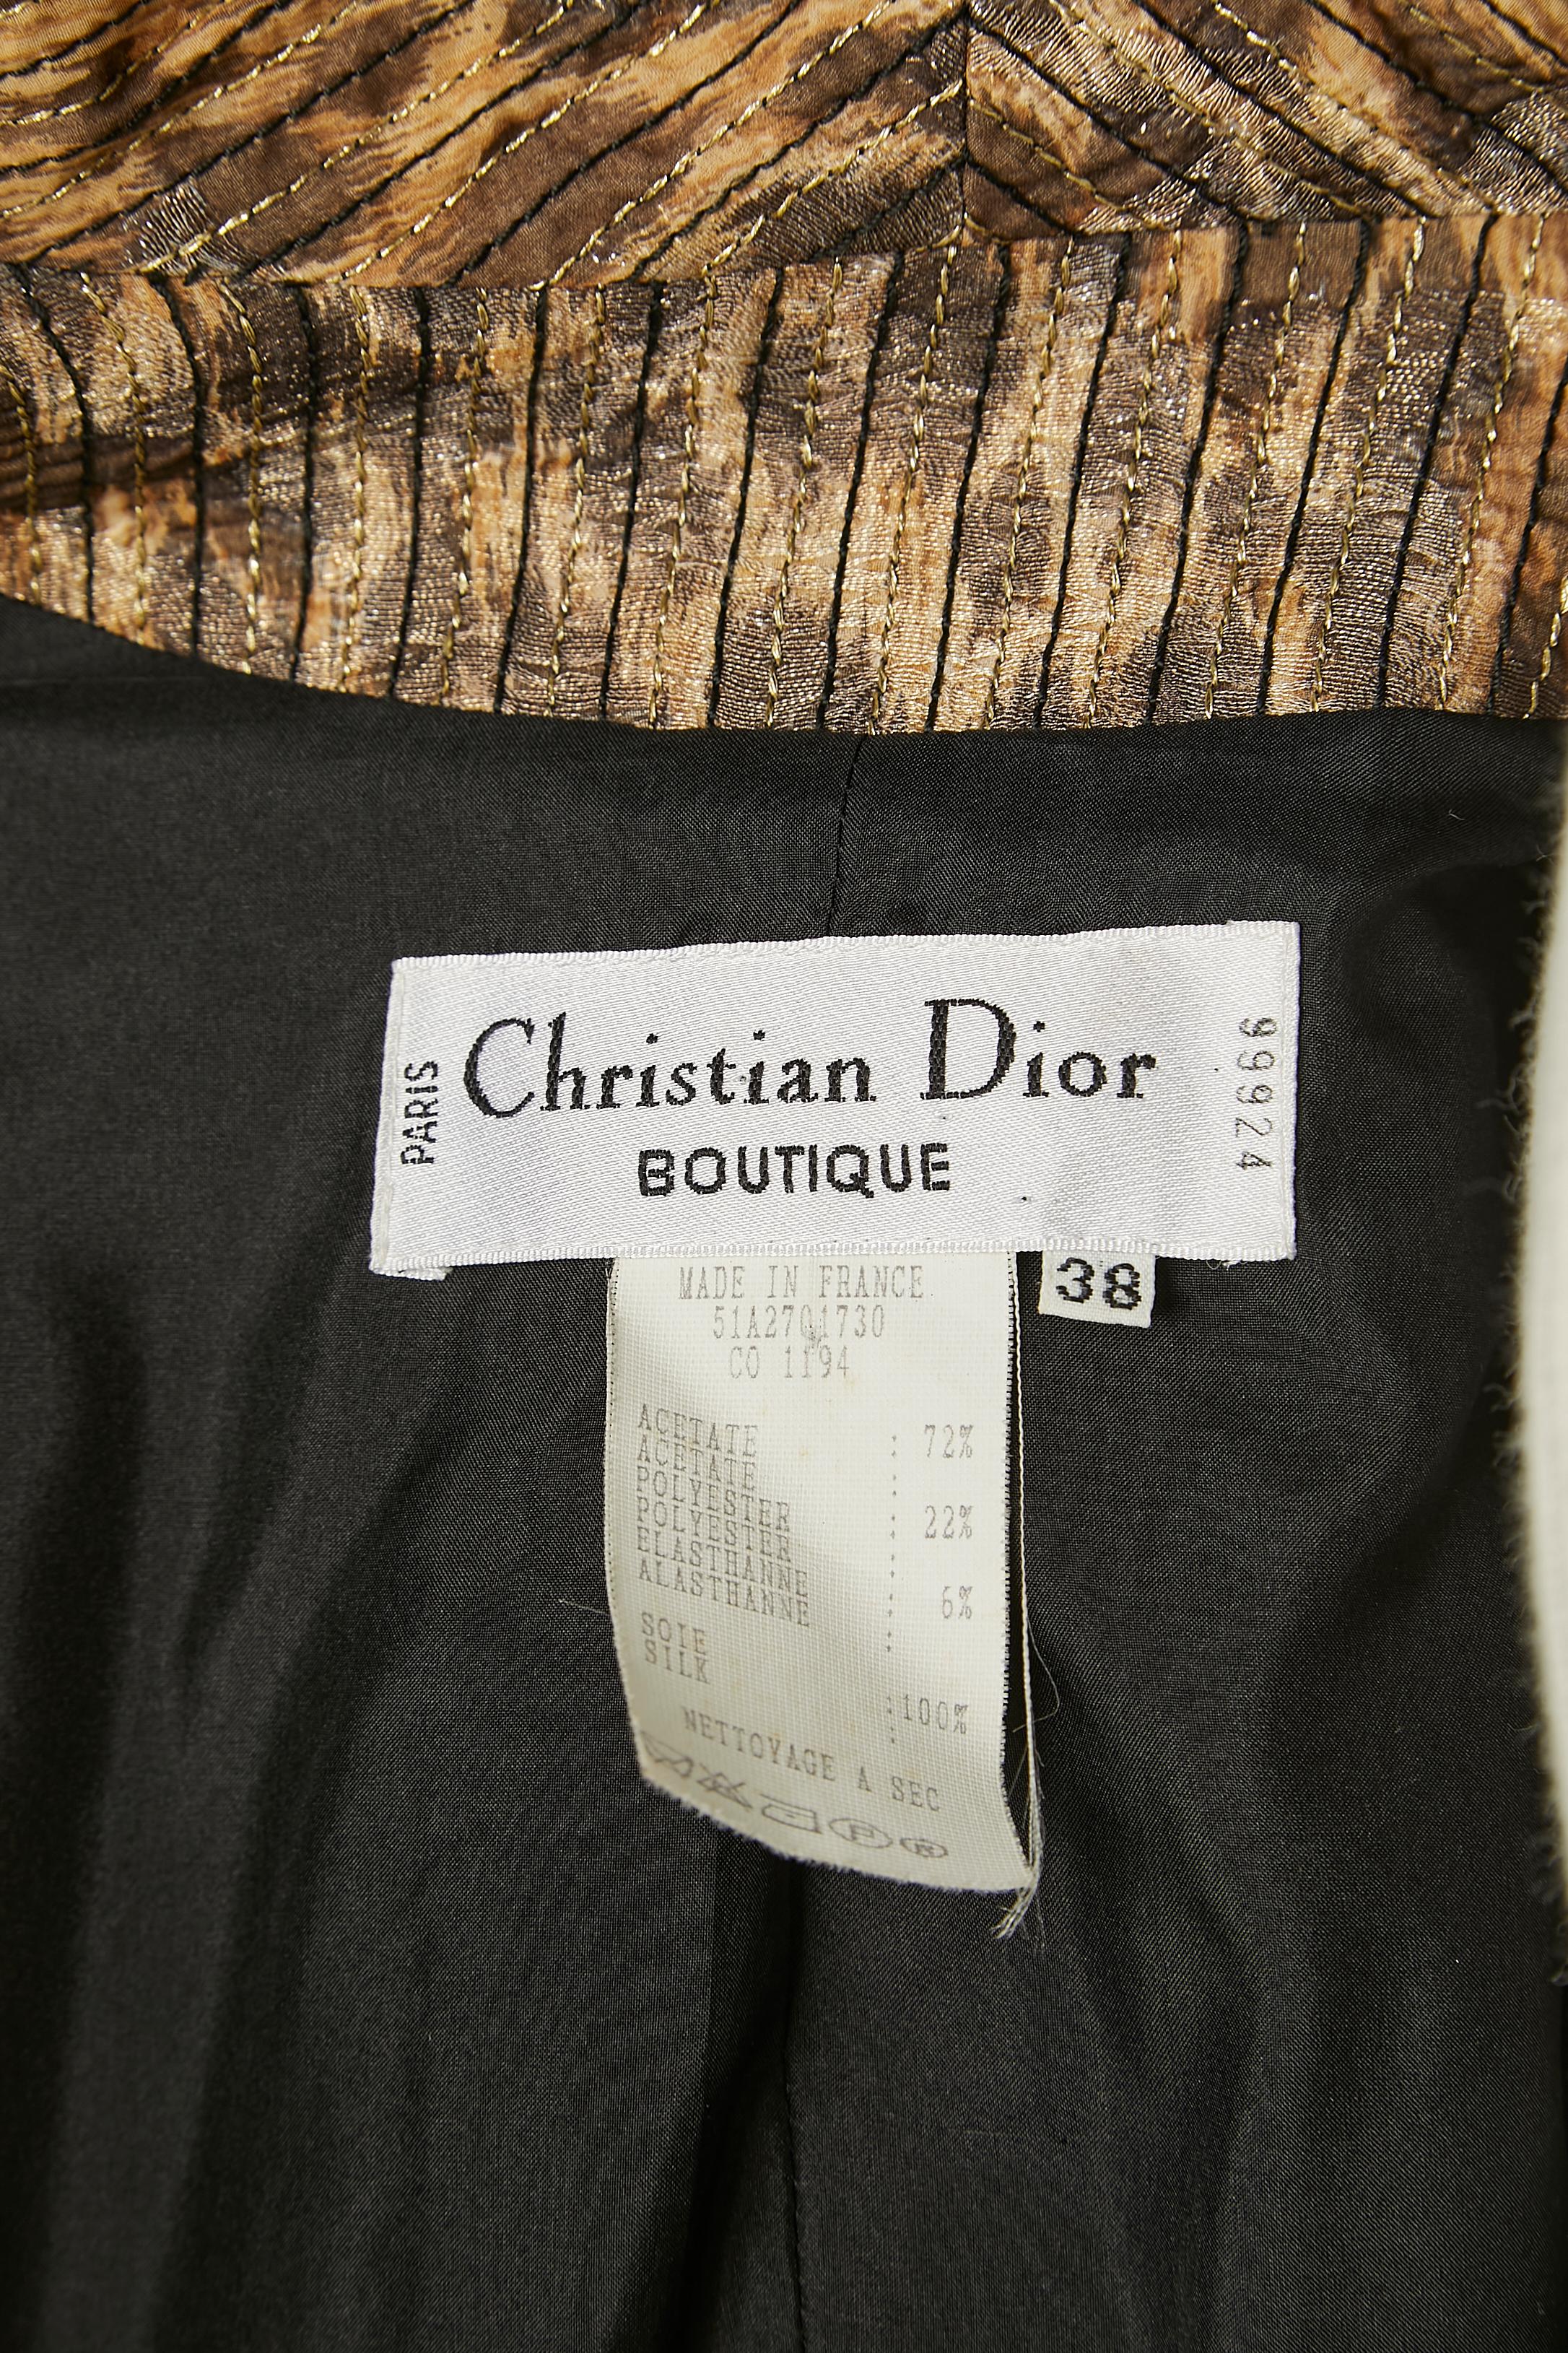 PARIS
Christian Dior
BOUTIQUE
99924
38
MADE IN FRANCE
51A2701730
CO 1194
ACETATE : 72%
ACETATE
POLYESTER : 22%
POLYESTER
ELASTHANNE : 6%
ALASTHANNE
SOIE :100%
SILK
NETTOYAGE A SEC
P